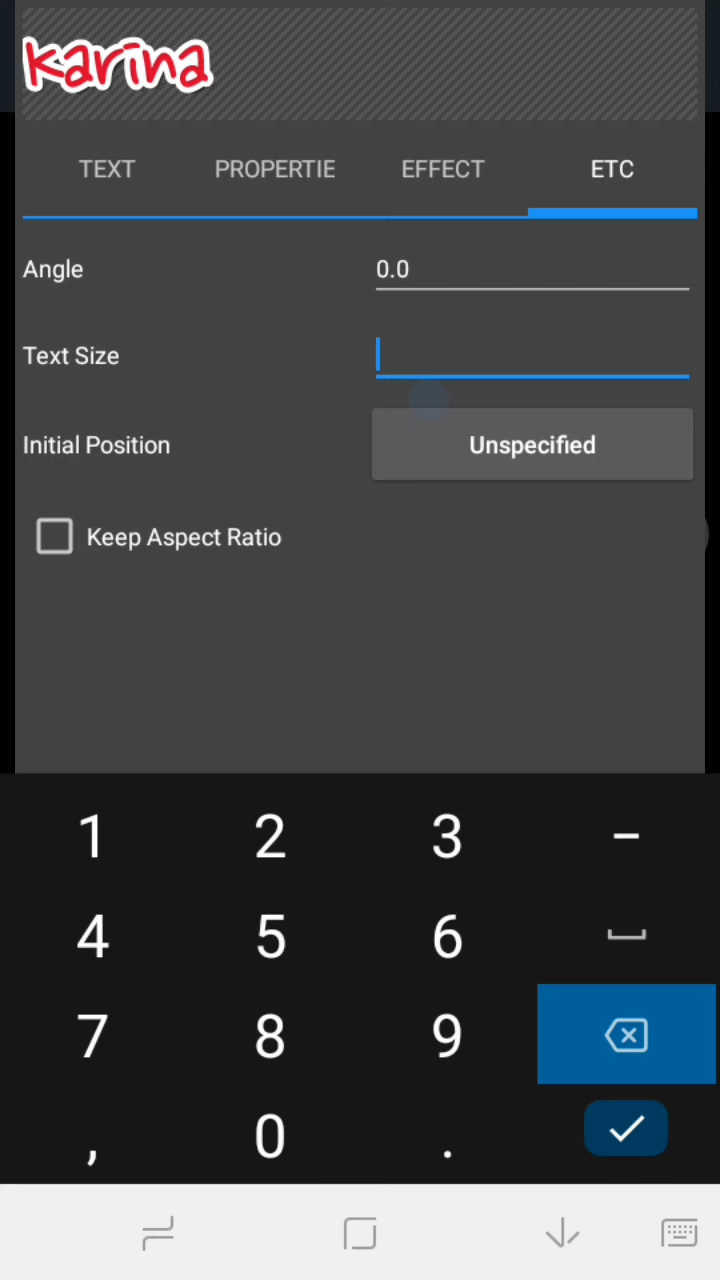 karina
TEXT PROPERTIE EFFECT ETC
Angle 0.0
Text Size
Initial Position Unspecified
Keep Aspect Ratio
1 2 3 –
4 5 6
7 8 9
, 0 .